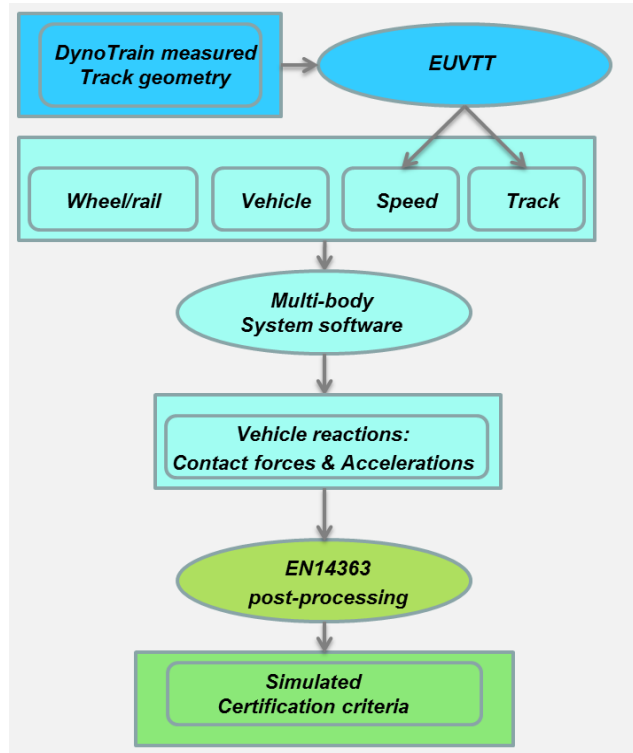 DynoTrain measured
Track geometry
EUVTT
Wheel/rail
Vehicle
Speed
Track
Multi-body
System software
Vehicle reactions:
Contact forces & Accelerations
EN14363
post-processing
Simulated
Certification criteria